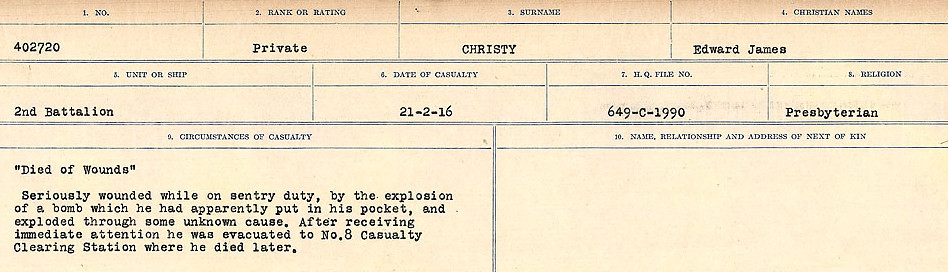 1. NO. 2. RANK OR RATING 3. SURNAME 4. CHRISTIAN NAMES
402720 Private CHRISTY Edward James
5. UNIT OR SHIP 6. DATE OF CASUALTY 7. H.Q. FILE NO. 8. RELIGION
2nd Battalion 21-2-16 649-C-1990 Presbyterian
9. CIRCUMSTANCES OF CASUALTY 10. NAME, RELATIONSHIP AND ADDRESS OF NEXT OF KIN
"Died of Wounds"
Seriously wounded while on sentry duty, by the explosion
of a bomb which he had apparently put in his pocket, and
exploded through some unknown cause. After receiving
immediate attention he was evacuated to No.8 Casualty
Clearing Station where he died later.